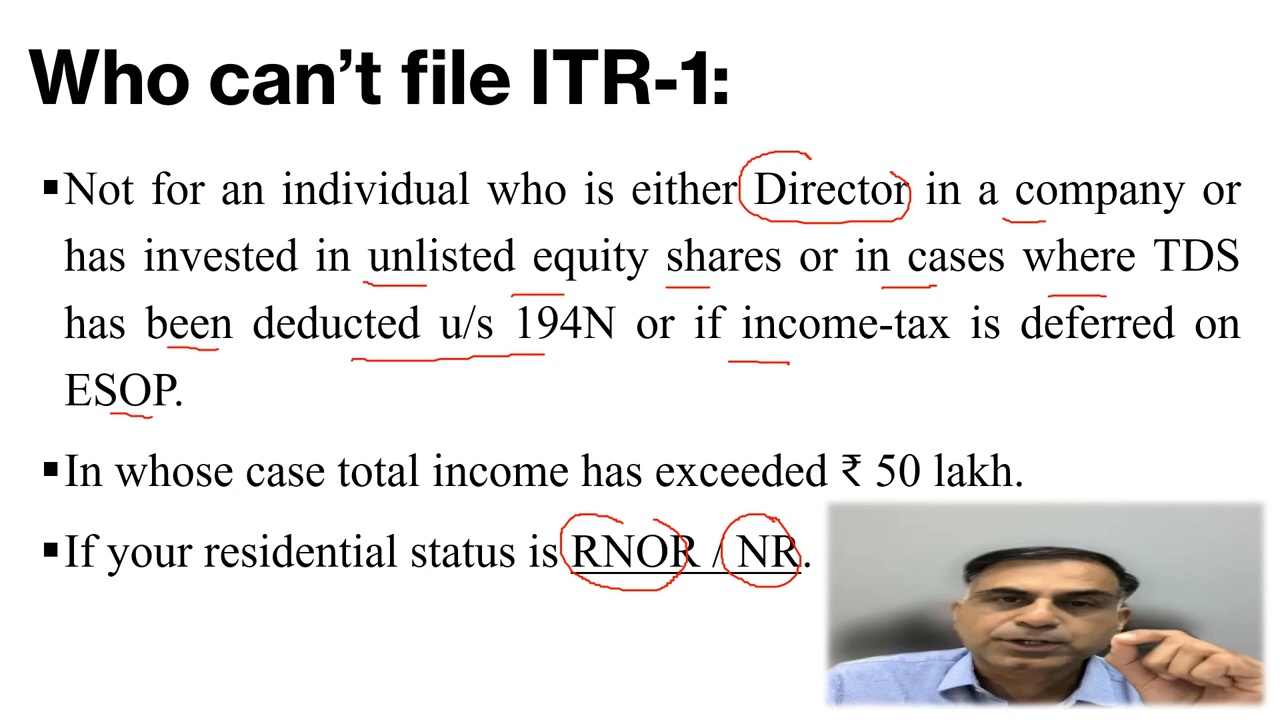 Who can’t file ITR-1:
▪Not for an individual who is either Director in a company or
has invested in unlisted equity shares or in cases where TDS
has been deducted u/s 194N or if income-tax is deferred on
ESOP.
▪In whose case total income has exceeded ₹ 50 lakh.
▪If your residential status is RNOR / NR.